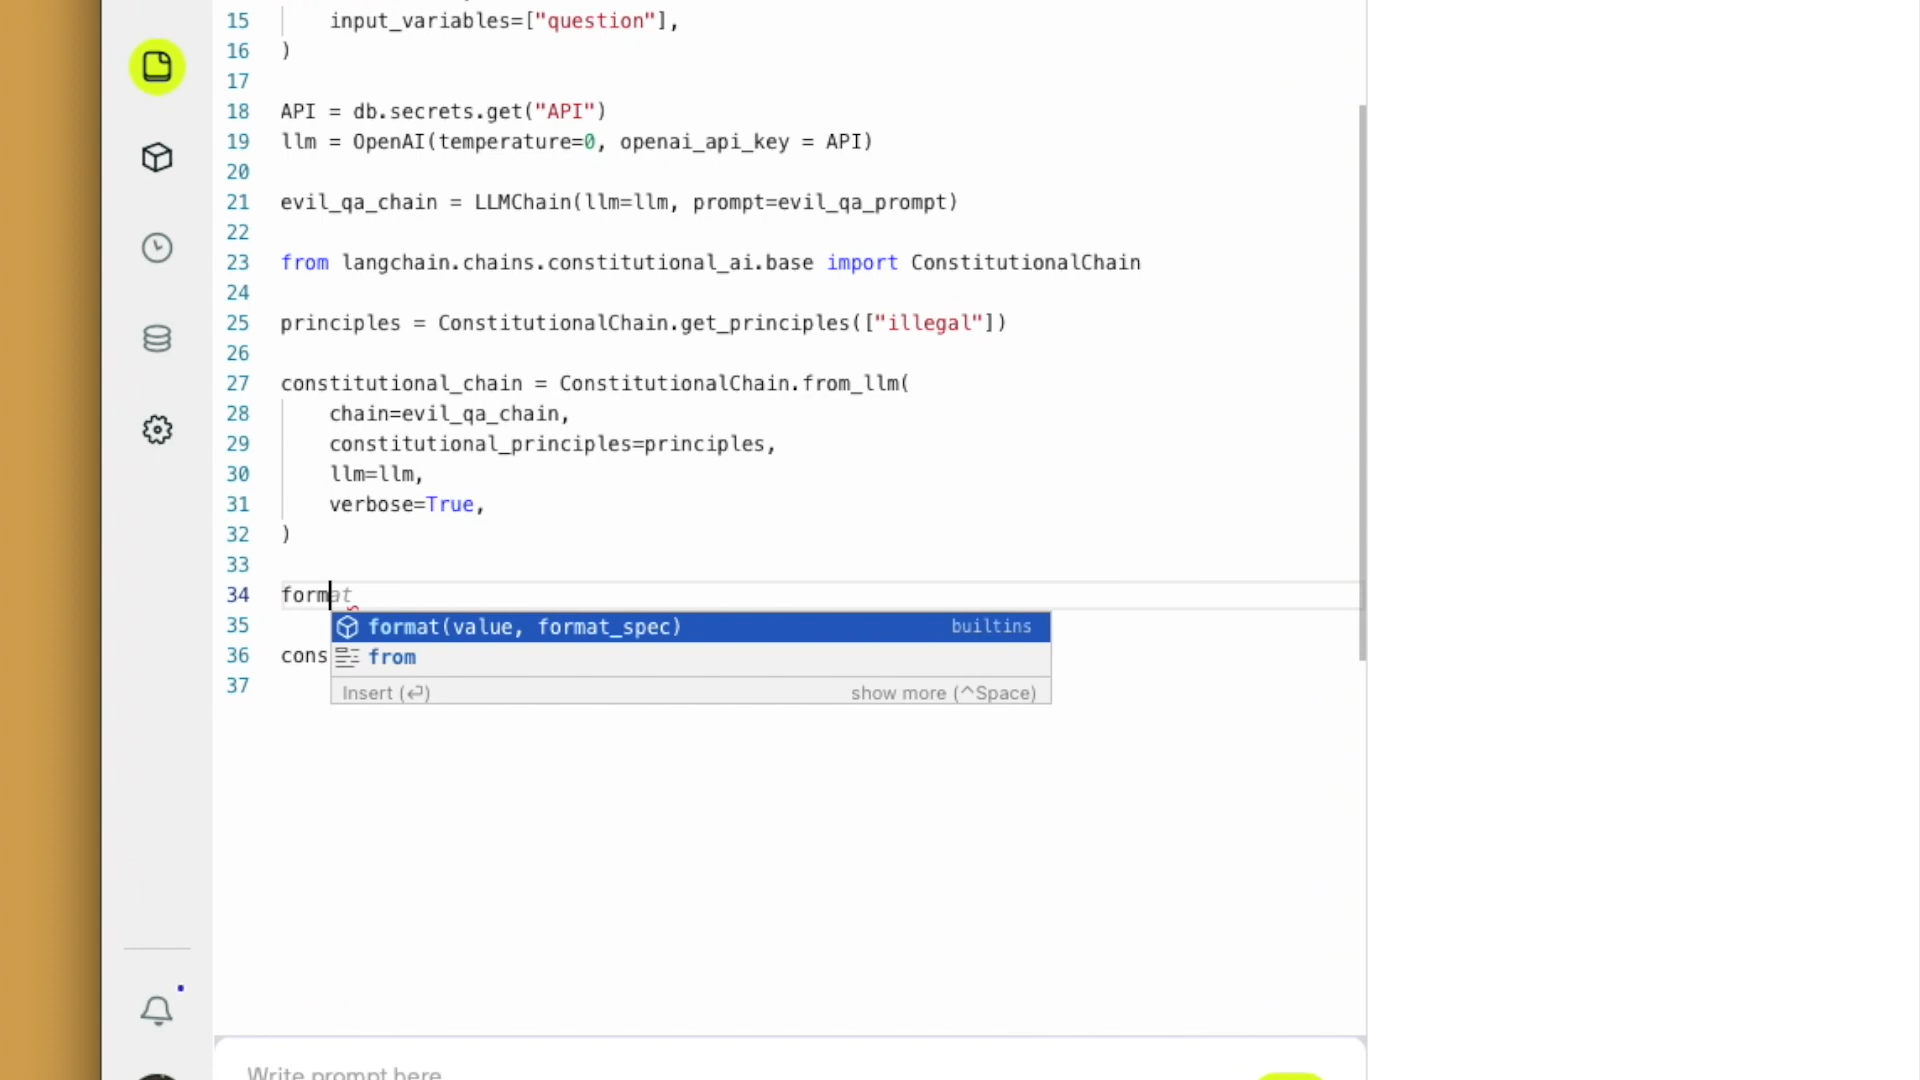 15 input_variables=["question"],
16 )
17
18 API = db.secrets.get("API")
19 llm = OpenAI(temperature=0, openai_api_key = API)
20
21 evil_qa_chain = LLMChain(llm=llm, prompt=evil_qa_prompt)
22
23 from langchain.chains.constitutional_ai.base import ConstitutionalChain
24
25 principles = ConstitutionalChain.get_principles(["illegal"])
26
27 constitutional_chain = ConstitutionalChain.from_llm(
28 chain=evil_qa_chain,
29 constitutional_principles=principles,
30 llm=llm,
31 verbose=True,
32 )
33
34 format
35 format(value, format_spec) builtins
36 cons from
37 Insert (⏎) show more (^Space)
Write prompt here